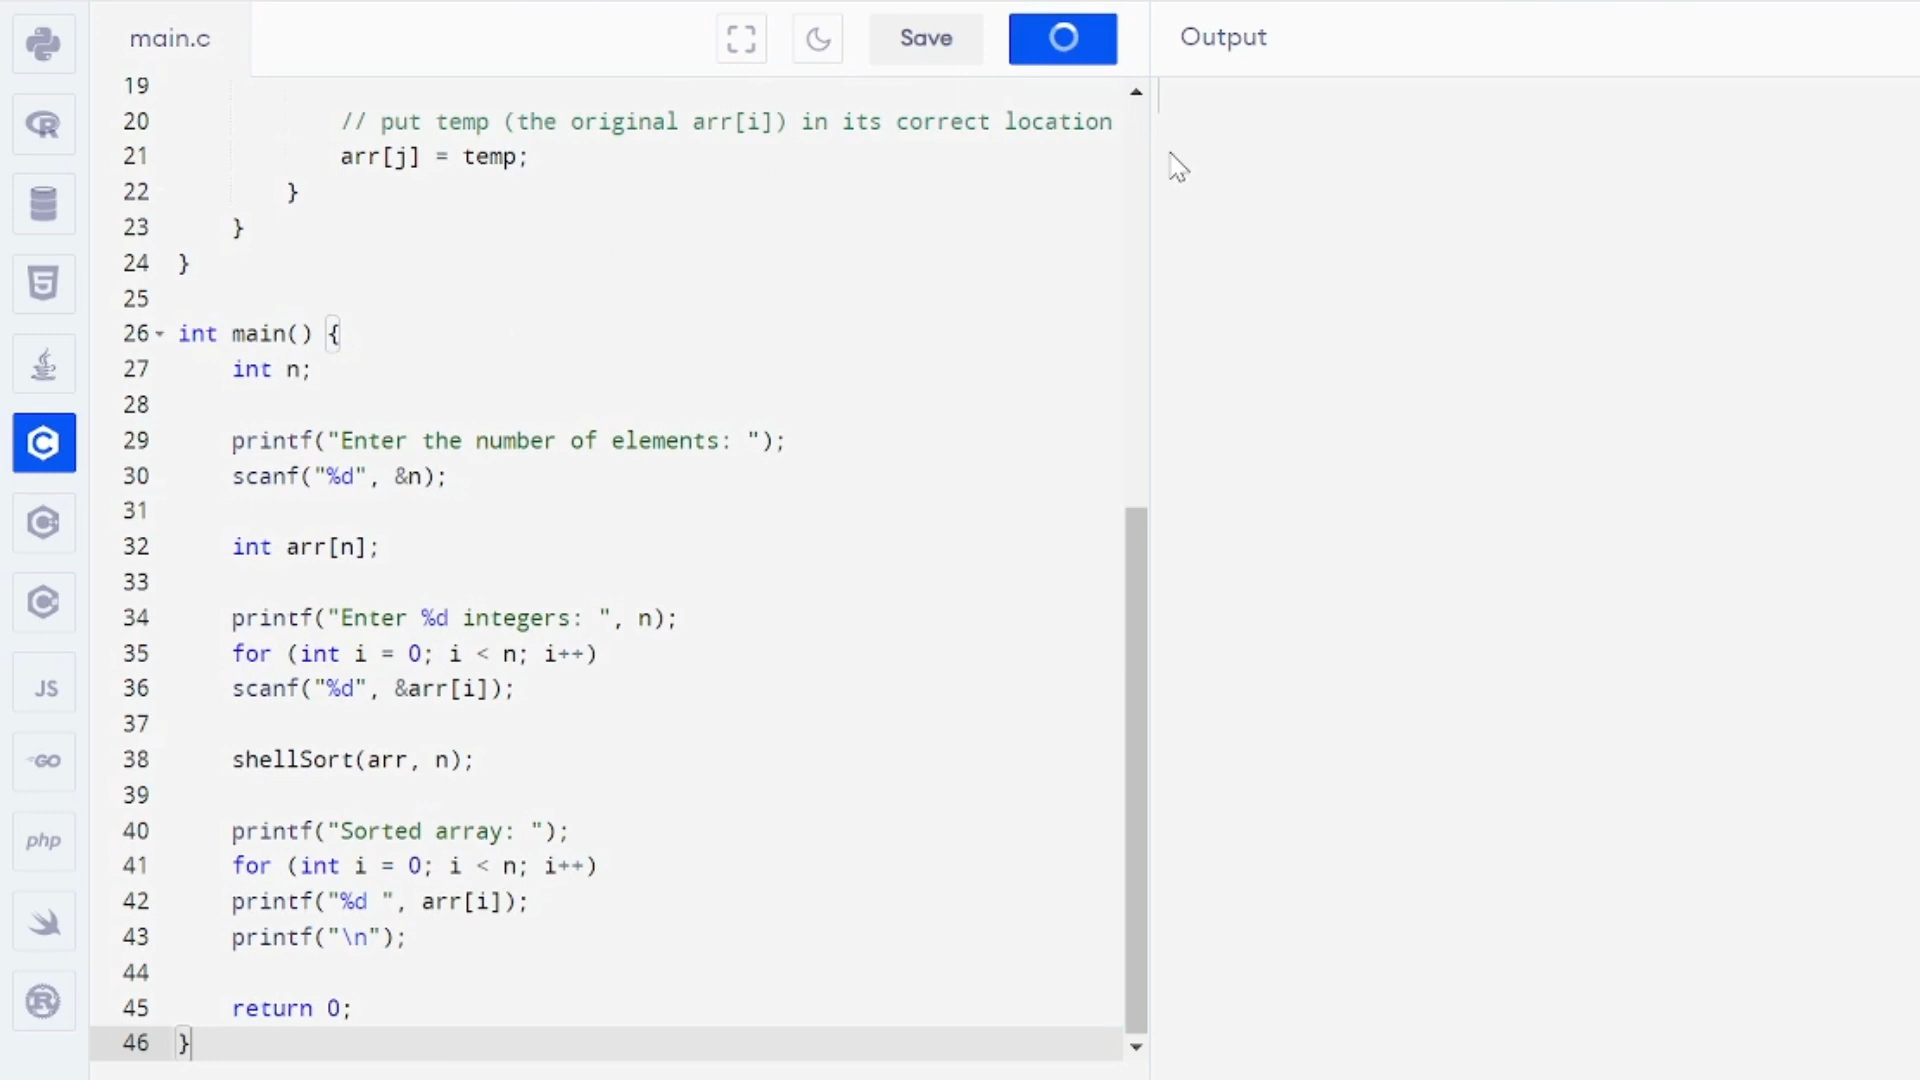 main.c
Save
Output
19
20 // put temp (the original arr[i]) in its correct location
21 arr[j] = temp;
22 }
23 }
24 }
25
26 int main() {
27 int n;
28
29 printf("Enter the number of elements: ");
30 scanf("%d", &n);
31
32 int arr[n];
33
34 printf("Enter %d integers: ", n);
35 for (int i = 0; i < n; i++)
36 scanf("%d", &arr[i]);
37
38 shellSort(arr, n);
39
40 printf("Sorted array: ");
41 for (int i = 0; i < n; i++)
42 printf("%d ", arr[i]);
43 printf("\n");
44
45 return 0;
46 }
R
5
C
C
C
JS
GO
php
R